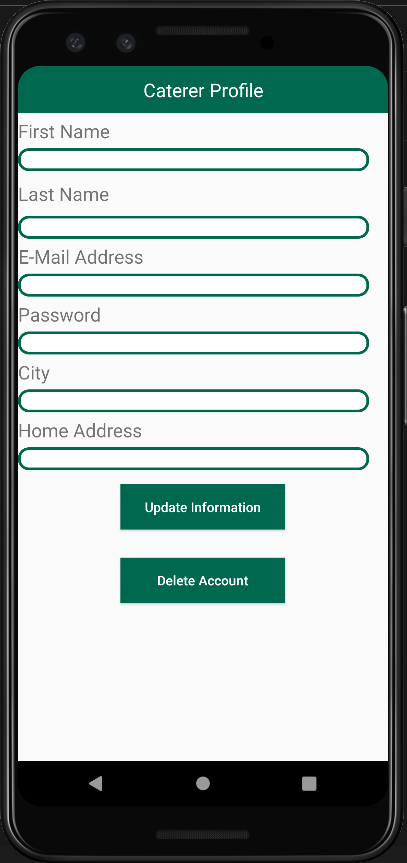 Caterer Profile
First Name
Last Name
E-Mail Address
Password
City
Home Address
Update Information
Delete Account